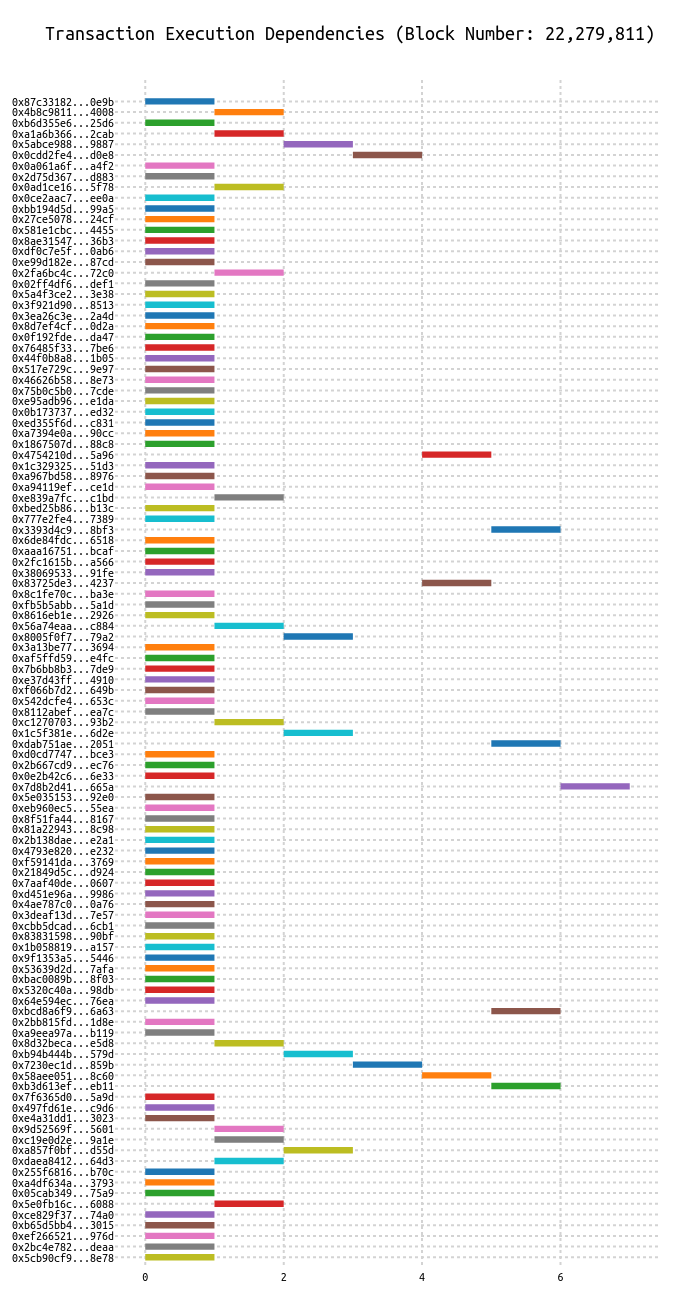 Transaction Execution Dependencies (Block Number: 22,279,811)
0x87c33182...0e9b
0x4b8c9811...4008
0xb6d355e6...25d6
0xa1a6b366...2cab
0x5abce988...9887
0x0cdd2fe4...d0e8
0x0a061a6f...a4f2
0x2d75d367...d883
0x0ad1ce16...5f78
0x0ce2aac7...ee0a
0xbb194d5d...99a5
0x27ce5078...24cf
0x581e1cbc...4455
0x8ae31547...36b3
0xdf0c7e5f...0ab6
0xe99d182e...87cd
0x2fa6bc4c...72c0
0x02ff4df6...def1
0x5a4f3ce2...3e38
0x3f921d90...8513
0x3ea26c3e...2a4d
0x8d7ef4cf...0d2a
0x0f192fde...da47
0x76485f33...7be6
0x44f0b8a8...1b05
0x517e729c...9e97
0x46626b58...8e73
0x75b0c5b0...7cde
0xe95adb96...e1da
0x0b173737...ed32
0xed355f6d...c831
0xa7394e0a...90cc
0x1867507d...88c8
0x4754210d...5a96
0x1c329325...51d3
0xa967bd58...8976
0xa94119ef...ce1d
0xe839a7fc...c1bd
0xbed25b86...b13c
0x777e2fe4...7389
0x3393d4c9...8bf3
0x6de84fdc...6518
0xaaa16751...bcaf
0x2fc1615b...a566
0x38069533...91fe
0x83725de3...4237
0x8c1fe70c...ba3e
0xfb5b5abb...5a1d
0x8616eb1e...2926
0x56a74eaa...c884
0x8005f0f7...79a2
0x3a13be77...3694
0xaf5ffd59...e4fc
0x7b6bb8b3...7de9
0xe37d43ff...4910
0xf066b7d2...649b
0x542dcfe4...653c
0x8112abef...ea7c
0xc1270703...93b2
0x1c5f381e...6d2e
0xdab751ae...2051
0xd0cd7747...bce3
0x2b667cd9...ec76
0x0e2b42c6...6e33
0x7d8b2d41...665a
0x5e035153...92e0
0xeb960ec5...55ea
0x8f51fa44...8167
0x81a22943...8c98
0x2b138dae...e2a1
0x4793e820...e232
0xf59141da...3769
0x21849d5c...d924
0x7aaf40de...0607
0xd451e96a...9986
0x4ae787c0...0a76
0x3deaf13d...7e57
0xcbb5dcad...6cb1
0x83831598...90bf
0x1b058819...a157
0x9f1353a5...5446
0x53639d2d...7afa
0xbac0089b...8f03
0x5320c40a...98db
0x64e594ec...76ea
0xbcd8a6f9...6a63
0x2bb815fd...1d8e
0xa9eea97a...b119
0x8d32beca...e5d8
0xb94b444b...579d
0x7230ec1d...859b
0x58aee051...8c60
0xb3d613ef...eb11
0x7f6365d0...5a9d
0x497fd61e...c9d6
0xe4a31dd1...3023
0x9d52569f...5601
0xc19e0d2e...9a1e
0xa857f0bf...d55d
0xdaea8412...64d3
0x255f6816...b70c
0xa4df634a...3793
0x05cab349...75a9
0x5e0fb16c...6088
0xce829f37...74a0
0xb65d5bb4...3015
0xef266521...976d
0x2bc4e782...deaa
0x5cb90cf9...8e78
0 2 4 6